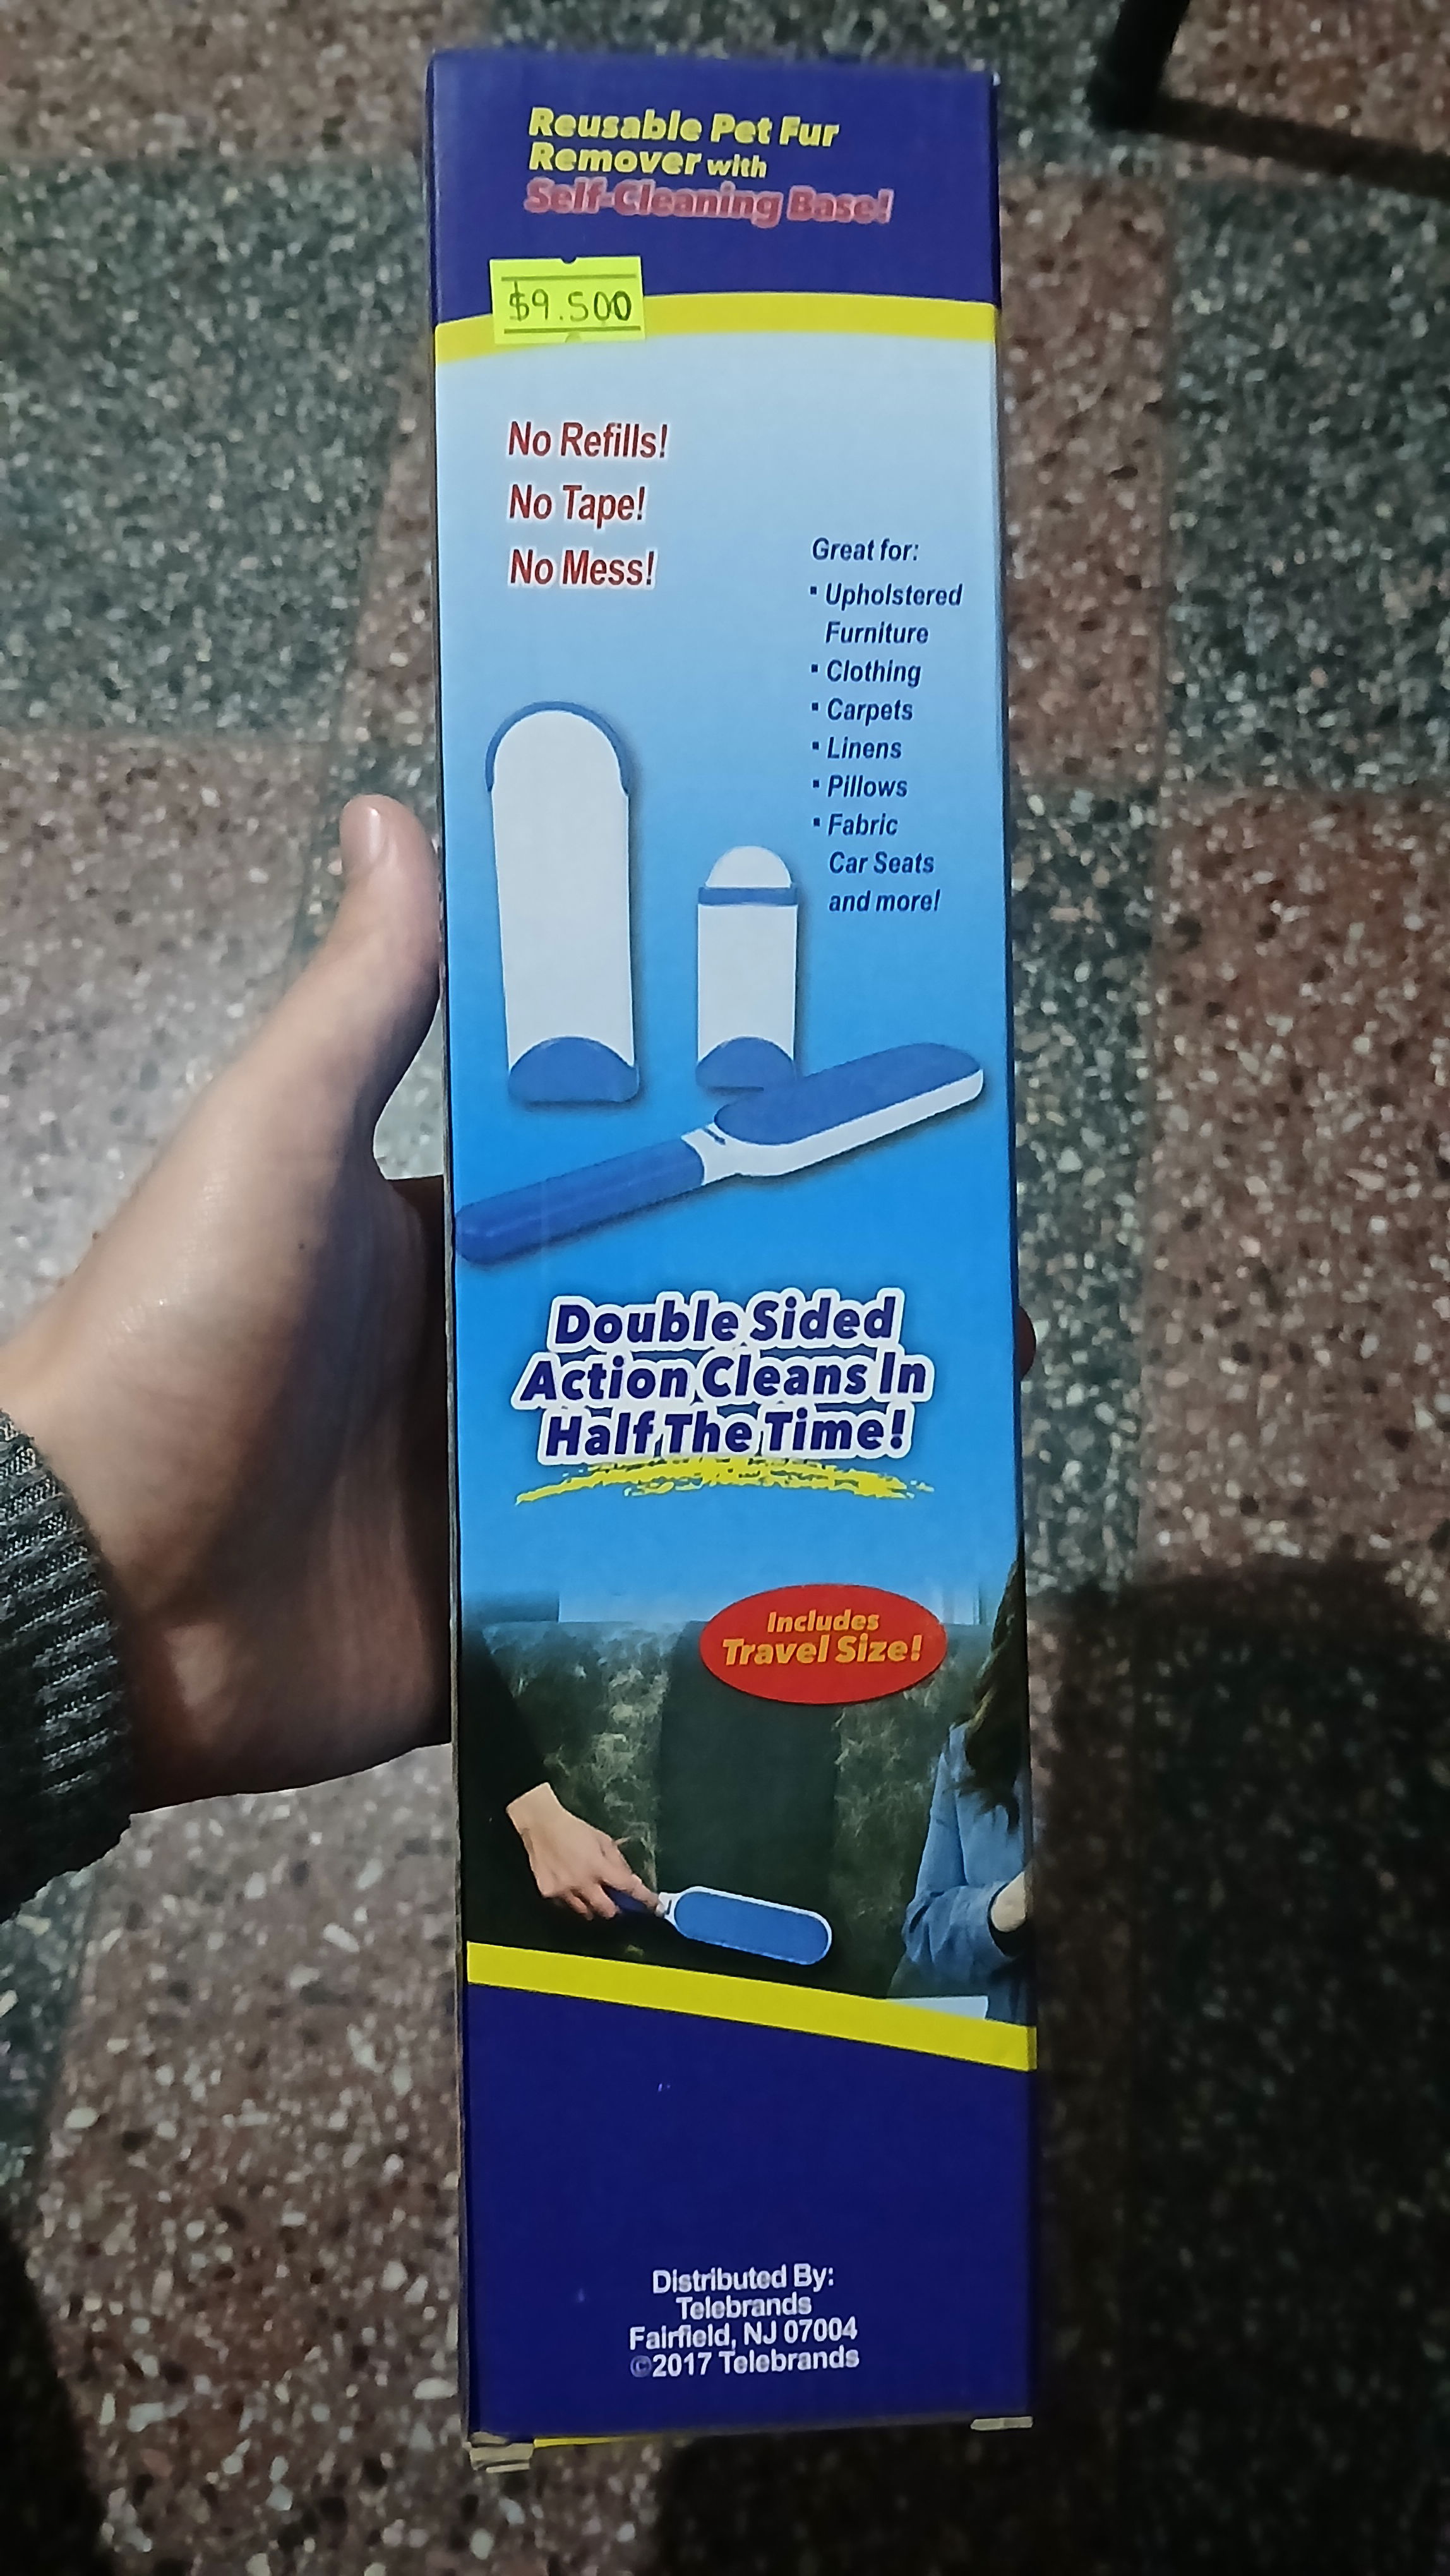 Reusable Pet Fur
Remover with
Self-Cleaning Base!
$9.500
No Refills!
No Tape!
No Mess!
Great for:
▪ Upholstered
Furniture
▪ Clothing
▪ Carpets
▪ Linens
▪ Pillows
▪ Fabric
Car Seats
and more!
Double Sided
Action Cleans In
Half The Time!
Includes
Travel Size!
Distributed By:
Telebrands
Fairfield, NJ 07004
©2017 Telebrands